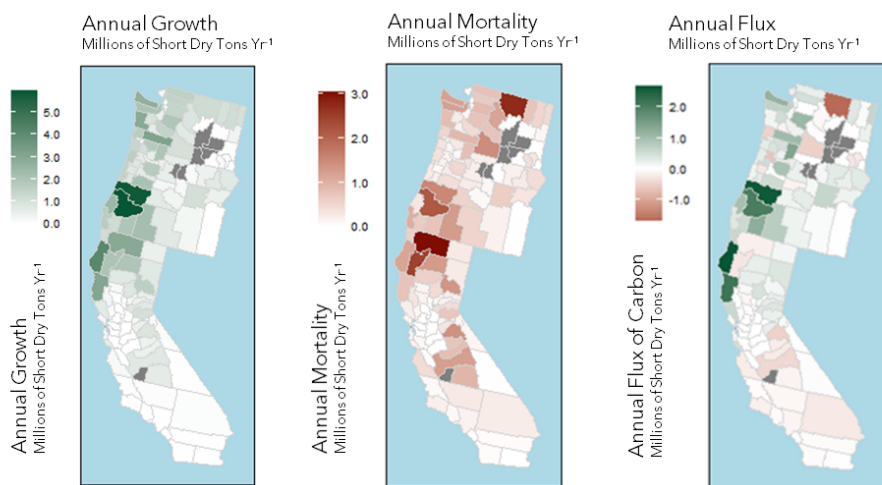 Annual Growth
Millions of Short Dry Tons Yr⁻¹
5.0
4.0
3.0
2.0
1.0
0.0
Annual Growth
Millions of Short Dry Tons Yr⁻¹
Annual Mortality
Millions of Short Dry Tons Yr⁻¹
3.0
2.0
1.0
0.0
Annual Mortality
Millions of Short Dry Tons Yr⁻¹
Annual Flux
Millions of Short Dry Tons Yr⁻¹
2.0
1.0
0.0
-1.0
Annual Flux of Carbon
Millions of Short Dry Tons Yr⁻¹